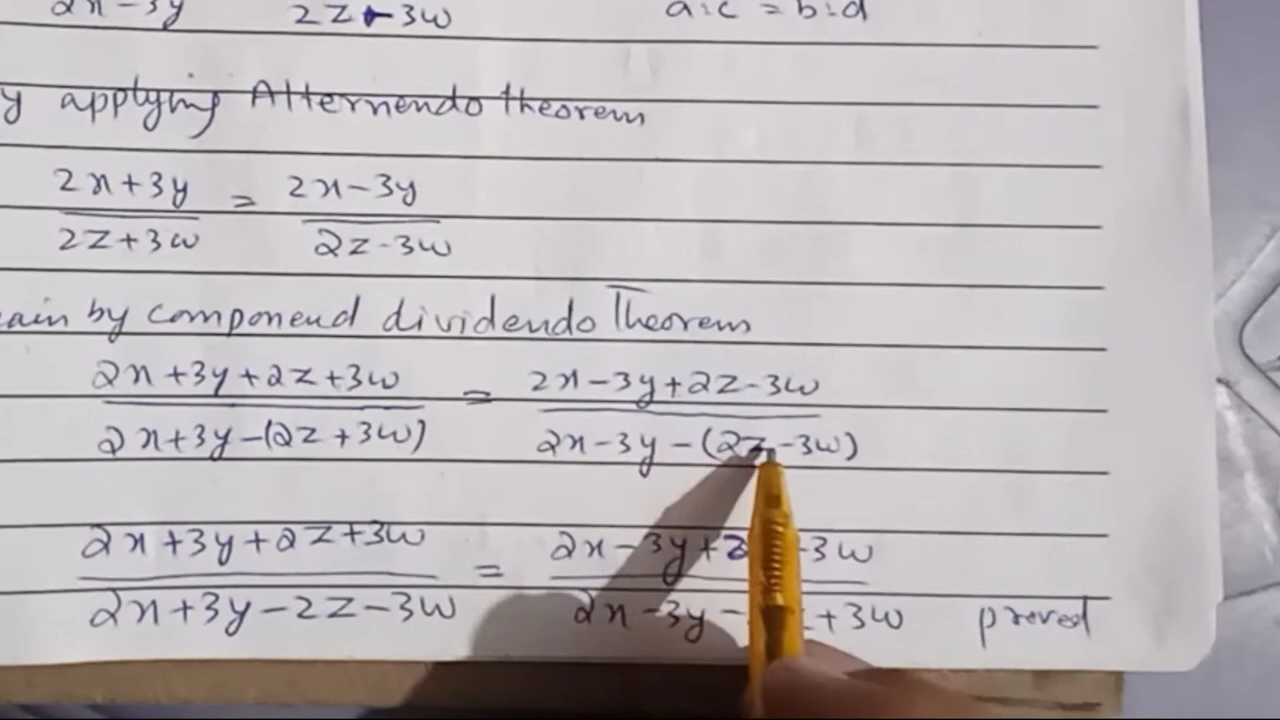 2x-3y 2z-3w a:c = b:d
y applying Alternendo theorem
2x+3y = 2x-3y
2z+3w 2z-3w
ain by componend dividendo Theorem
2x+3y+2z+3w = 2x-3y+2z-3w
2x+3y-(2z+3w) 2x-3y-(2z-3w)
2x+3y+2z+3w = 2x-3y+2 -3w
2x+3y-2z-3w 2x-3y- z+3w proved